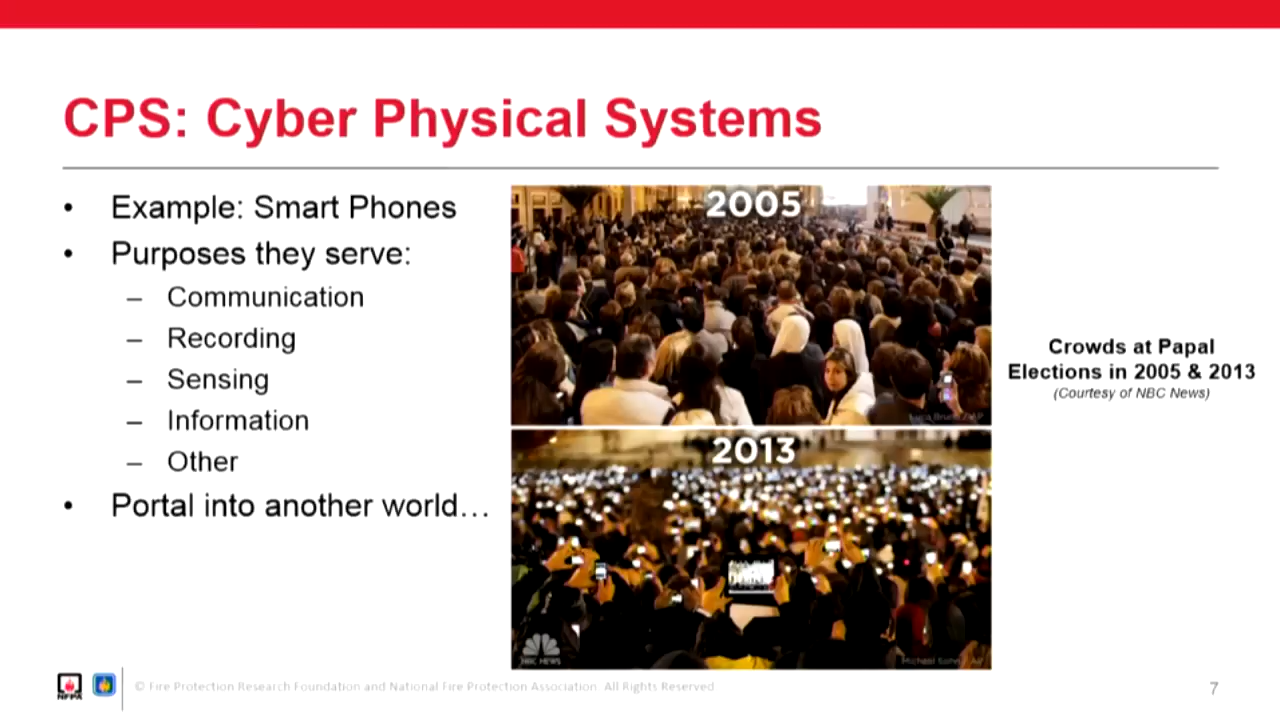 CPS: Cyber Physical Systems
• Example: Smart Phones
• Purposes they serve:
– Communication
– Recording
– Sensing
– Information
– Other
• Portal into another world…
2005
2013
NBC NEWS
Crowds at Papal
Elections in 2005 & 2013
(Courtesy of NBC News)
NFPA
© Fire Protection Research Foundation and National Fire Protection Association. All Rights Reserved
7